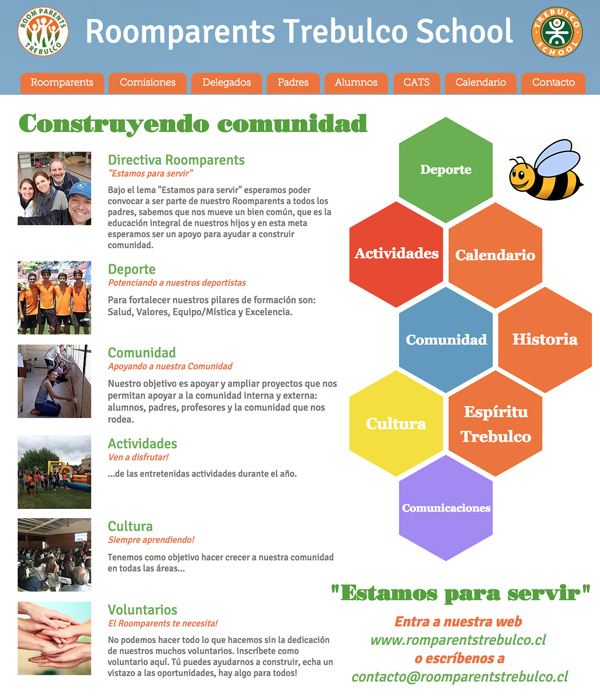 ROOM PARENTS
TREBULCO
Roomparents Trebulco School
TREBULCO
SCHOOL
Roomparents
Comisiones
Delegados
Padres
Alumnos
CATS
Calendario
Contacto
Construyendo comunidad
Directiva Roomparents
"Estamos para servir"
Bajo el lema "Estamos para servir" esperamos poder
convocar a ser parte de nuestro Roomparents a todos los
padres, sabemos que nos mueve un bien común, que es la
educación integral de nuestros hijos y en esta meta
esperamos ser un apoyo para ayudar a construir
comunidad.
Deporte
Potenciando a nuestros deportistas
Para fortalecer nuestros pilares de formación son:
Salud, Valores, Equipo/Mística y Excelencia.
Comunidad
Apoyando a nuestra Comunidad
Nuestro objetivo es apoyar y ampliar proyectos que nos
permitan apoyar a la comunidad interna y externa:
alumnos, padres, profesores y la comunidad que nos
rodea.
Actividades
Ven a disfrutar!
...de las entretenidas actividades durante el año.
Cultura
Siempre aprendiendo!
Tenemos como objetivo hacer crecer a nuestra comunidad
en todas las áreas...
Voluntarios
El Roomparents te necesita!
No podemos hacer todo lo que hacemos sin la dedicación
de nuestros muchos voluntarios. Inscríbete como
voluntario aquí. Tú puedes ayudarnos a construir, echa un
vistazo a las oportunidades, hay algo para todos!
Deporte
Actividades
Calendario
Comunidad
Historia
Cultura
Espíritu
Trebulco
Comunicaciones
"Estamos para servir"
Entra a nuestra web
www.romparentstrebulco.cl
o escríbenos a
contacto@roomparentstrebulco.cl